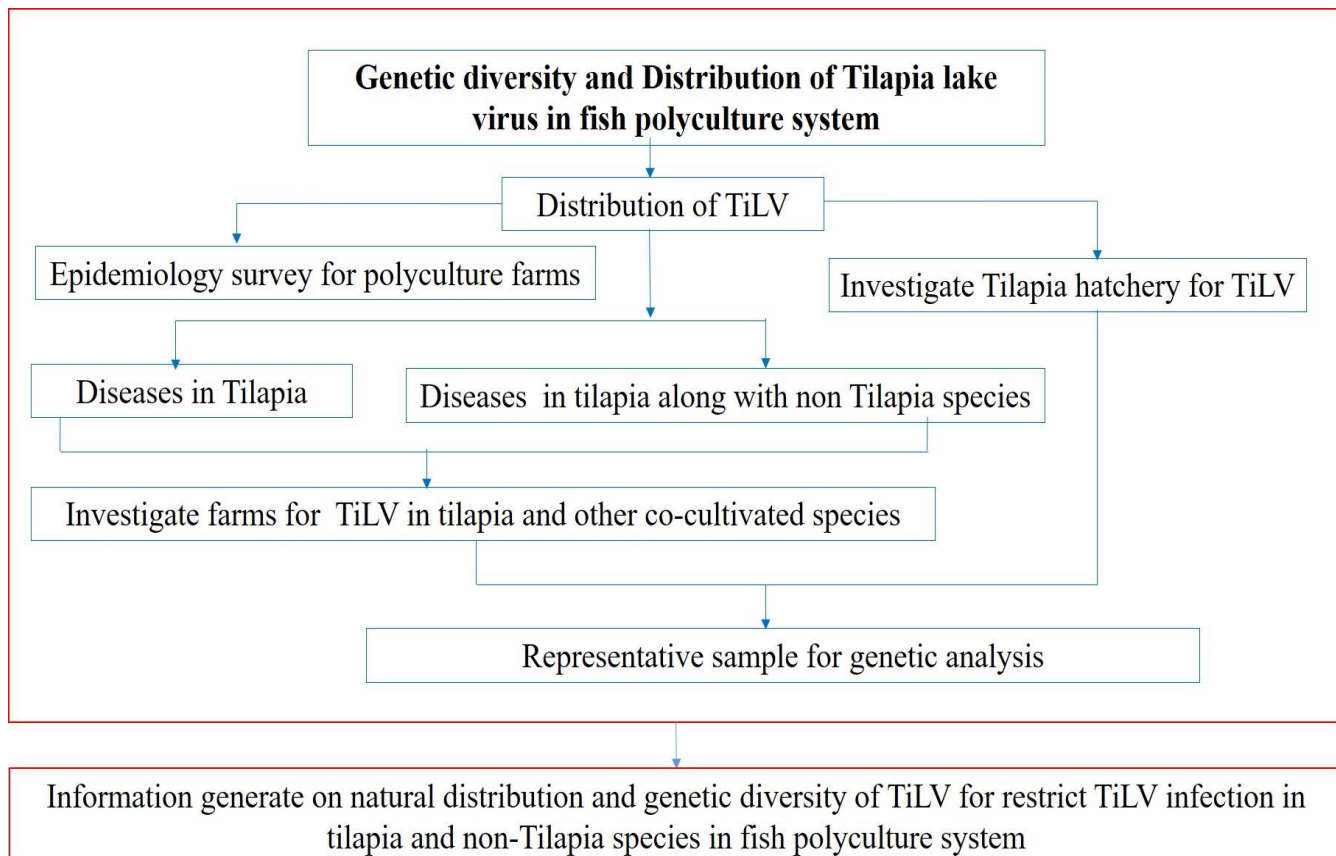 Genetic diversity and Distribution of Tilapia lake
virus in fish polyculture system
Distribution of TiLV
Epidemiology survey for polyculture farms
Investigate Tilapia hatchery for TiLV
Diseases in Tilapia
Diseases in tilapia along with non Tilapia species
Investigate farms for TiLV in tilapia and other co-cultivated species
Representative sample for genetic analysis
Information generate on natural distribution and genetic diversity of TiLV for restrict TiLV infection in
tilapia and non-Tilapia species in fish polyculture system